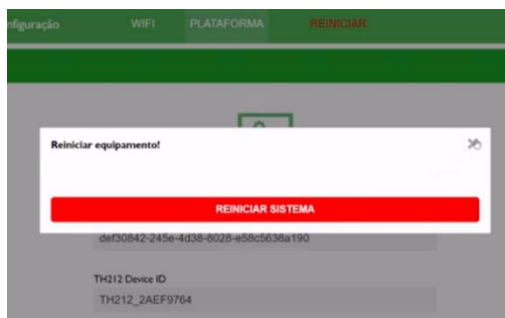 nfiguração WIFI PLATAFORMA REINICIAR
Reiniciar equipamento!
REINICIAR SISTEMA
def30842-245e-4d38-8028-e58c5638a190
TH212 Device ID
TH212_2AEF9764